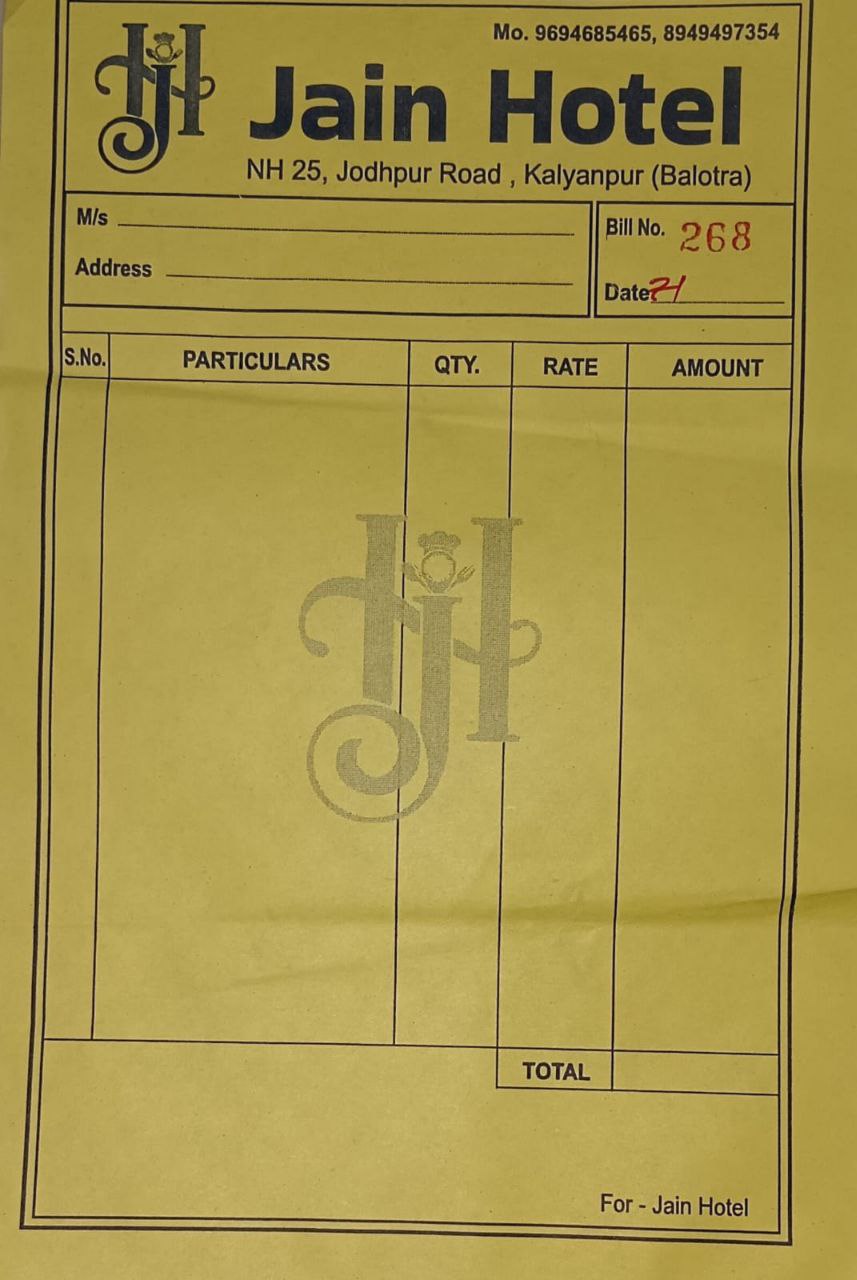 Mo. 9694685465, 8949497354
Jain Hotel
NH 25, Jodhpur Road , Kalyanpur (Balotra)
M/s
Address
Bill No. 268
Date
S.No. PARTICULARS QTY. RATE AMOUNT
TOTAL
For - Jain Hotel